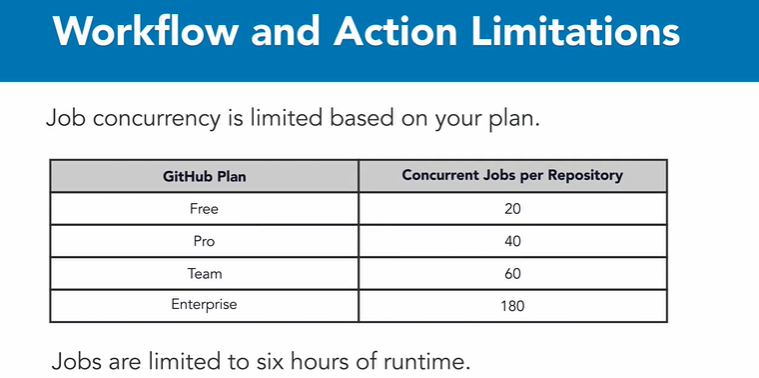 Workflow and Action Limitations
Job concurrency is limited based on your plan.
GitHub Plan Concurrent Jobs per Repository
Free 20
Pro 40
Team 60
Enterprise 180
Jobs are limited to six hours of runtime.